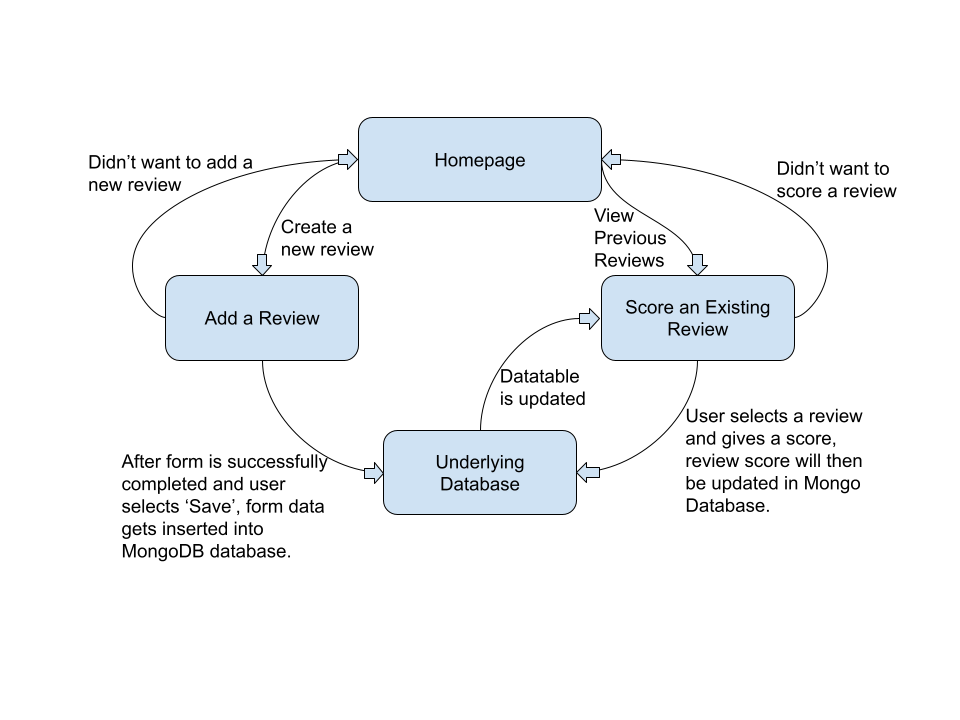 Homepage
Didn't want to add a
new review
Didn't want to
score a review
Create a
new review
View
Previous
Reviews
Add a Review
Score an Existing
Review
Datatable
is updated
User selects a review
and gives a score,
review score will then
be updated in Mongo
Database.
After form is successfully
completed and user
selects ‘Save’, form data
gets inserted into
MongoDB database.
Underlying
Database